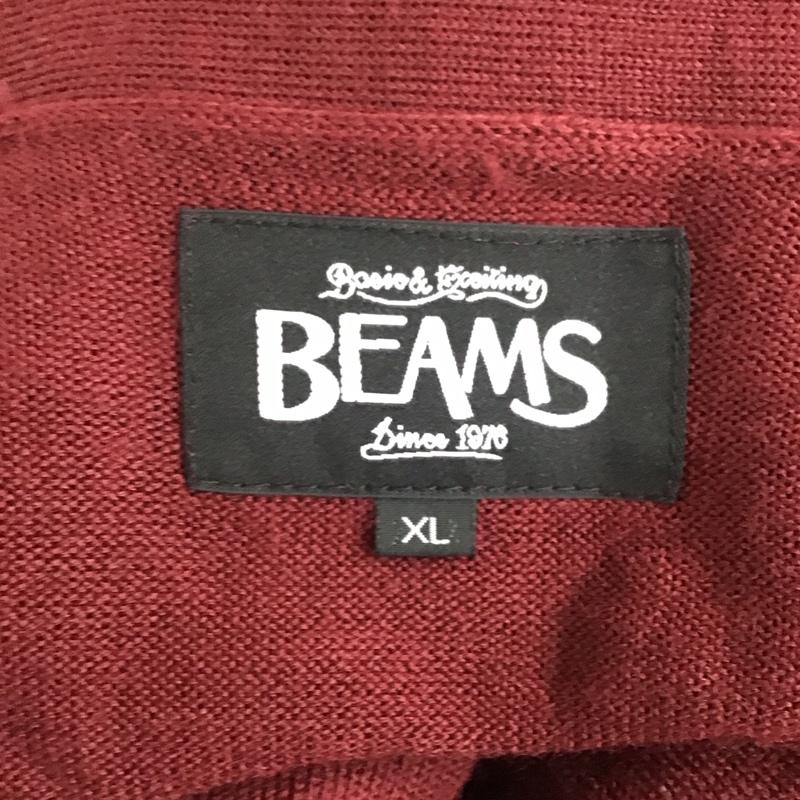 Basic & Exciting
BEAMS
Since 1976
XL